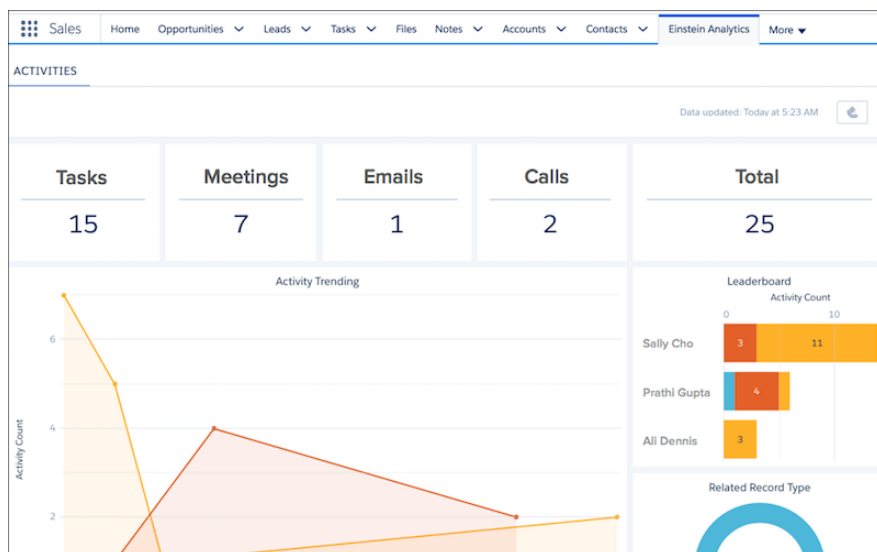 Sales Home Opportunities Leads Tasks Files Notes Accounts Contacts Einstein Analytics More
ACTIVITIES
Data updated: Today at 5:23 AM
Tasks Meetings Emails Calls Total
15 7 1 2 25
Activity Trending
Leaderboard
Activity Count
0 10
6
Sally Cho 3 11
Prathi Gupta 4
4
Ali Dennis 3
Activity Count
Related Record Type
2